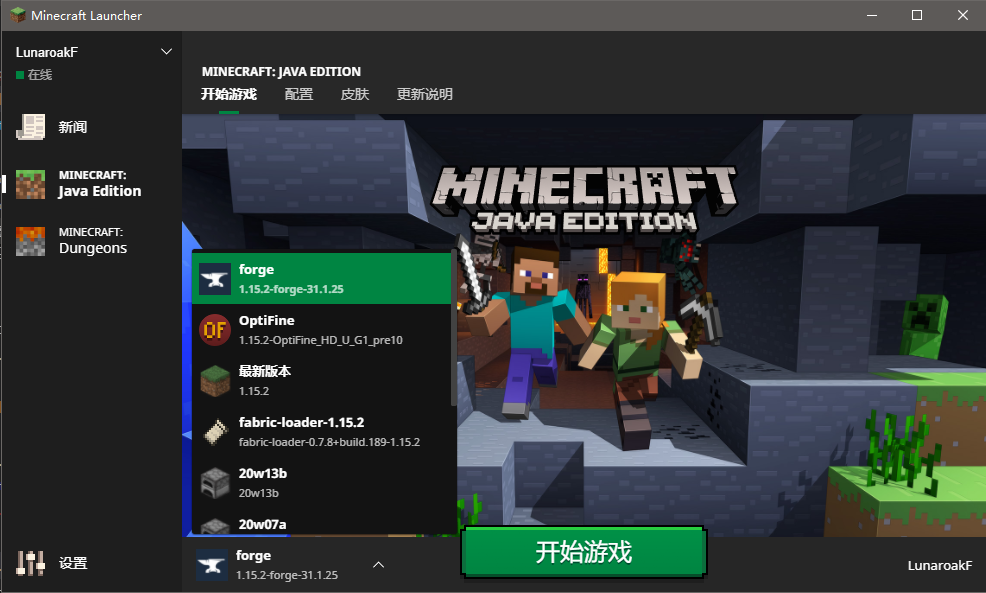 Minecraft Launcher
LunaroakF
在线
新闻
MINECRAFT:
Java Edition
MINECRAFT:
Dungeons
设置
MINECRAFT: JAVA EDITION
开始游戏 配置 皮肤 更新说明
MINECRAFT
JAVA EDITION
forge
1.15.2-forge-31.1.25
OF
OptiFine
1.15.2-OptiFine_HD_U_G1_pre10
最新版本
1.15.2
fabric-loader-1.15.2
fabric-loader-0.7.8+build.189-1.15.2
20w13b
20w13b
20w07a
forge
1.15.2-forge-31.1.25
开始游戏
LunaroakF